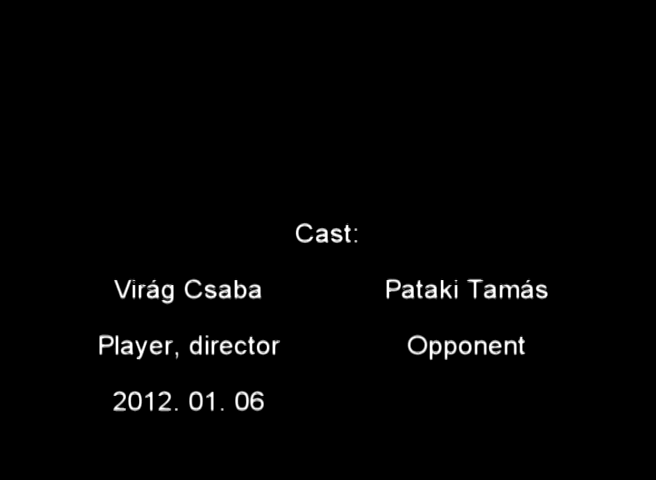 Cast:
Virág Csaba Pataki Tamás
Player, director Opponent
2012. 01. 06